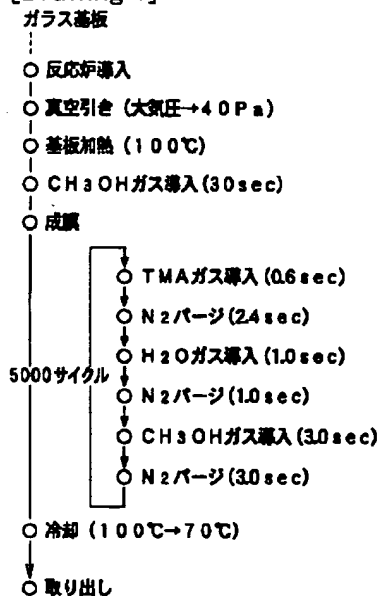 [Drawing 1]
ガラス基板
反応炉導入
真空引き (大気圧→40Pa)
基板加熱 (100℃)
CH3OHガス導入(30sec)
成膜
TMAガス導入(0.6sec)
N2パージ(2.4sec)
H2Oガス導入(1.0sec)
5000サイクル
N2パージ(1.0sec)
CH3OHガス導入(3.0sec)
N2パージ(3.0sec)
冷却 (100℃→70℃)
取り出し